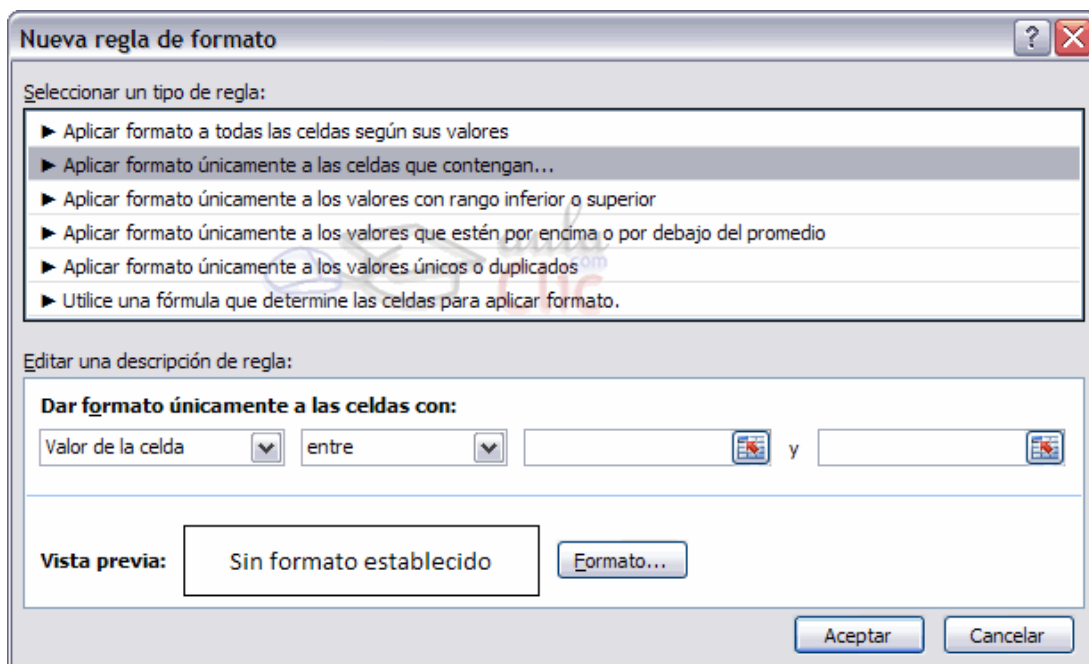 Nueva regla de formato
Seleccionar un tipo de regla:
► Aplicar formato a todas las celdas según sus valores
► Aplicar formato únicamente a las celdas que contengan...
► Aplicar formato únicamente a los valores con rango inferior o superior
► Aplicar formato únicamente a los valores que estén por encima o por debajo del promedio
► Aplicar formato únicamente a los valores únicos o duplicados
► Utilice una fórmula que determine las celdas para aplicar formato.
aula
.com
Clic
Editar una descripción de regla:
Dar formato únicamente a las celdas con:
Valor de la celda entre y
Vista previa: Sin formato establecido Formato...
Aceptar Cancelar